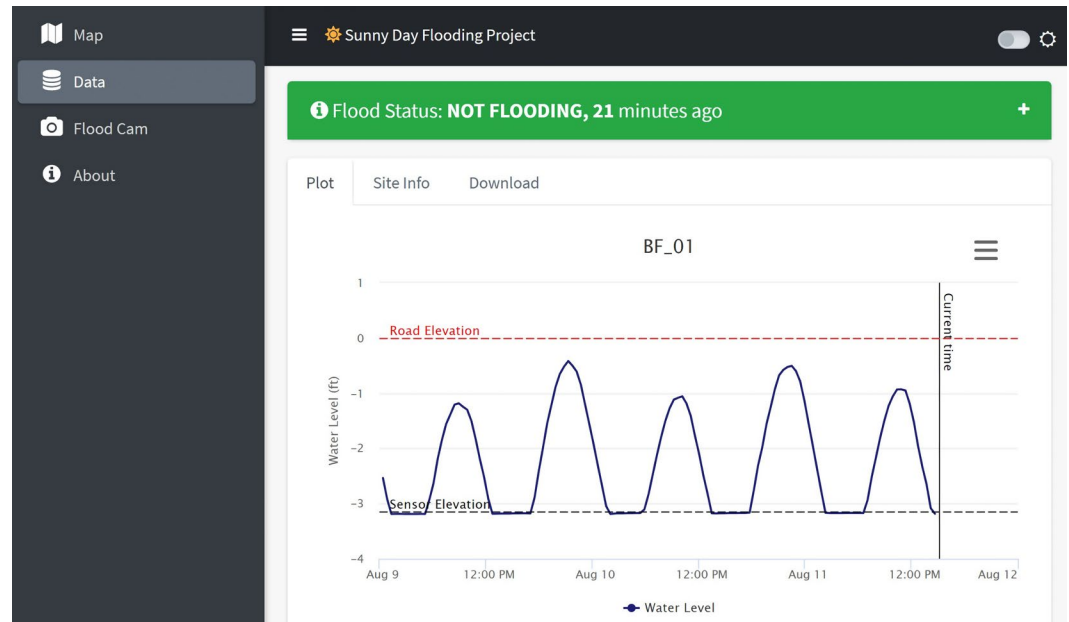 Map
Data
Flood Cam
About
Sunny Day Flooding Project
Flood Status: NOT FLOODING, 21 minutes ago
+
Plot Site Info Download
BF_01
Water Level (ft)
1
0
−1
−2
−3
−4
Road Elevation
Sensor Elevation
Current time
Aug 9 12:00 PM Aug 10 12:00 PM Aug 11 12:00 PM Aug 12
Water Level